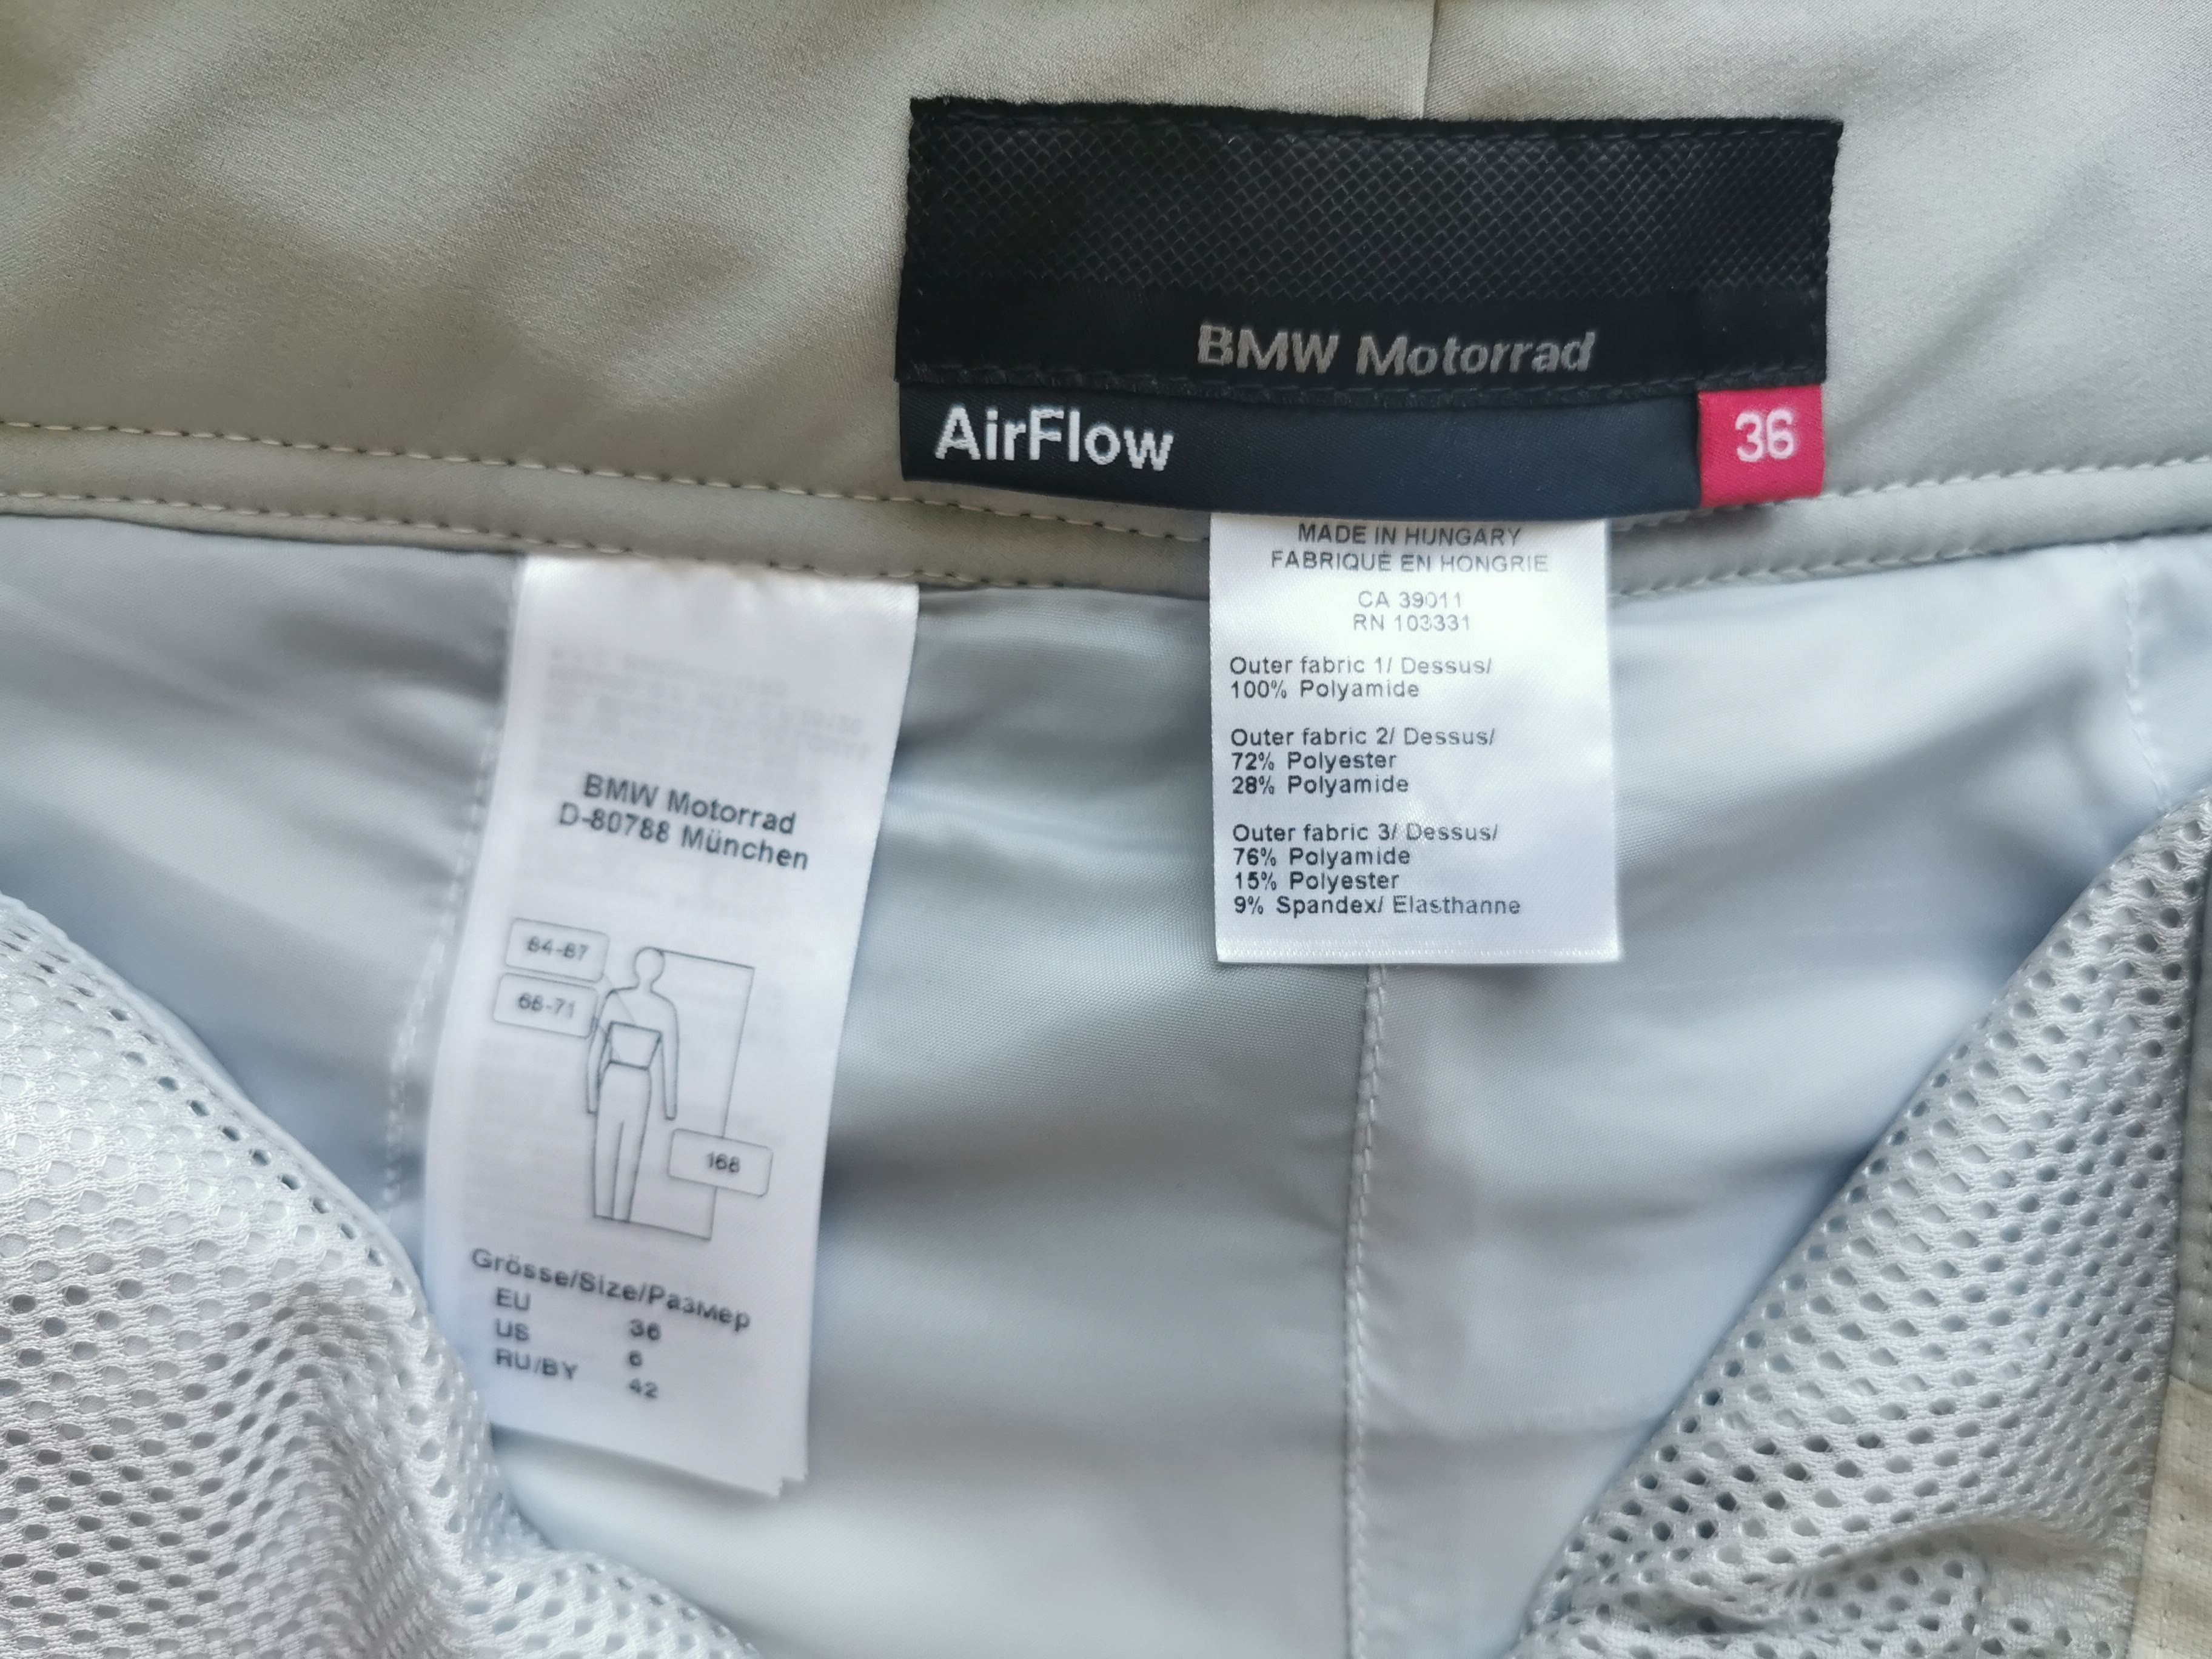 BMW Motorrad
AirFlow
36
MADE IN HUNGARY
FABRIQUÉ EN HONGRIE
CA 39011
RN 103331
Outer fabric 1/ Dessus/
100% Polyamide
Outer fabric 2/ Dessus/
72% Polyester
28% Polyamide
Outer fabric 3/ Dessus/
76% Polyamide
15% Polyester
9% Spandex/ Elasthanne
BMW Motorrad
D-80788 München
84-87
68-71
168
Grösse/Size/Размер
EU 36
US 6
RU/BY 42